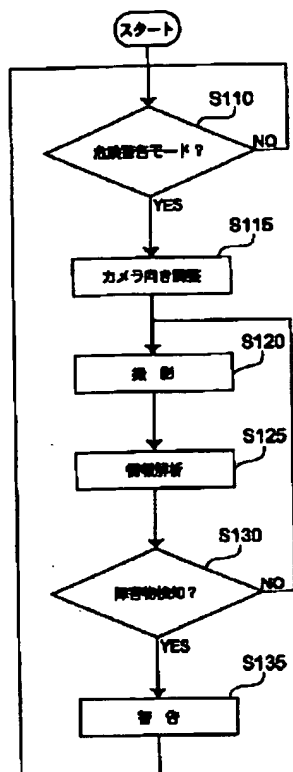 スタート
S110
危険警告モード？
NO
YES
S115
カメラ向き調整
S120
撮 影
S125
情報解析
S130
障害物検知？
NO
YES
S135
警 告